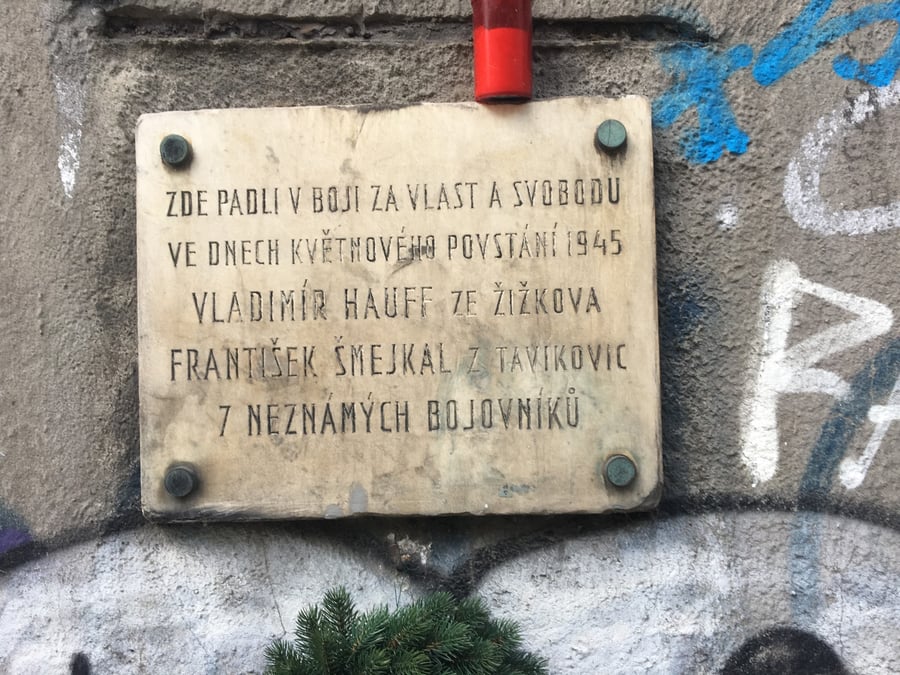 ZDE PADLI V BOJI ZA VLAST A SVOBODU
VE DNECH KVĚTNOVÉHO POVSTÁNÍ 1945
VLADIMÍR HAUFF ZE ŽIŽKOVA
FRANTIŠEK ŠMEJKAL Z TAVIKOVIC
7 NEZNÁMÝCH BOJOVNÍKŮ